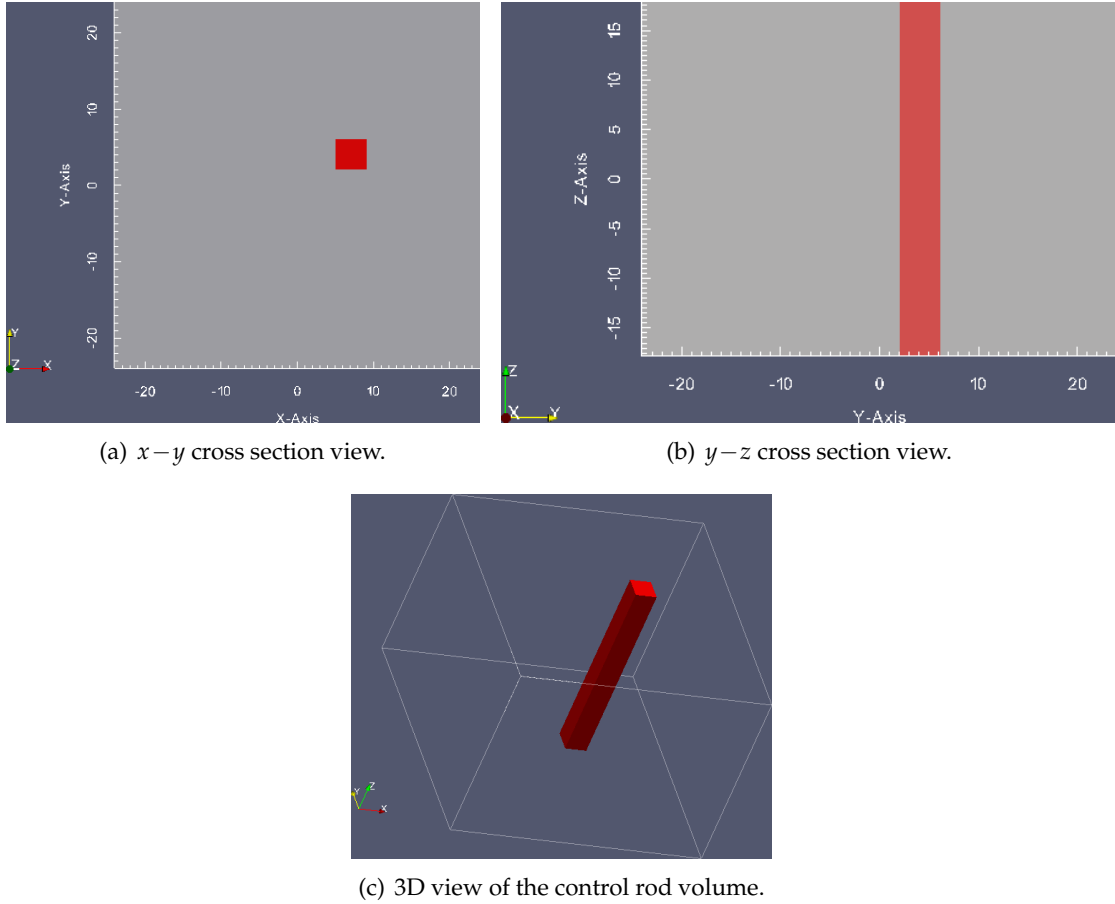 20
10
0
-10
-20
Y-Axis
-20
-10
0
10
20
X-Axis
Y
Z
X
15
10
5
0
-5
-10
-15
Z-Axis
-20
-10
0
10
20
Y-Axis
Z
X
Y
(a) x−y cross section view.
(b) y−z cross section view.
Y
Z
X
(c) 3D view of the control rod volume.